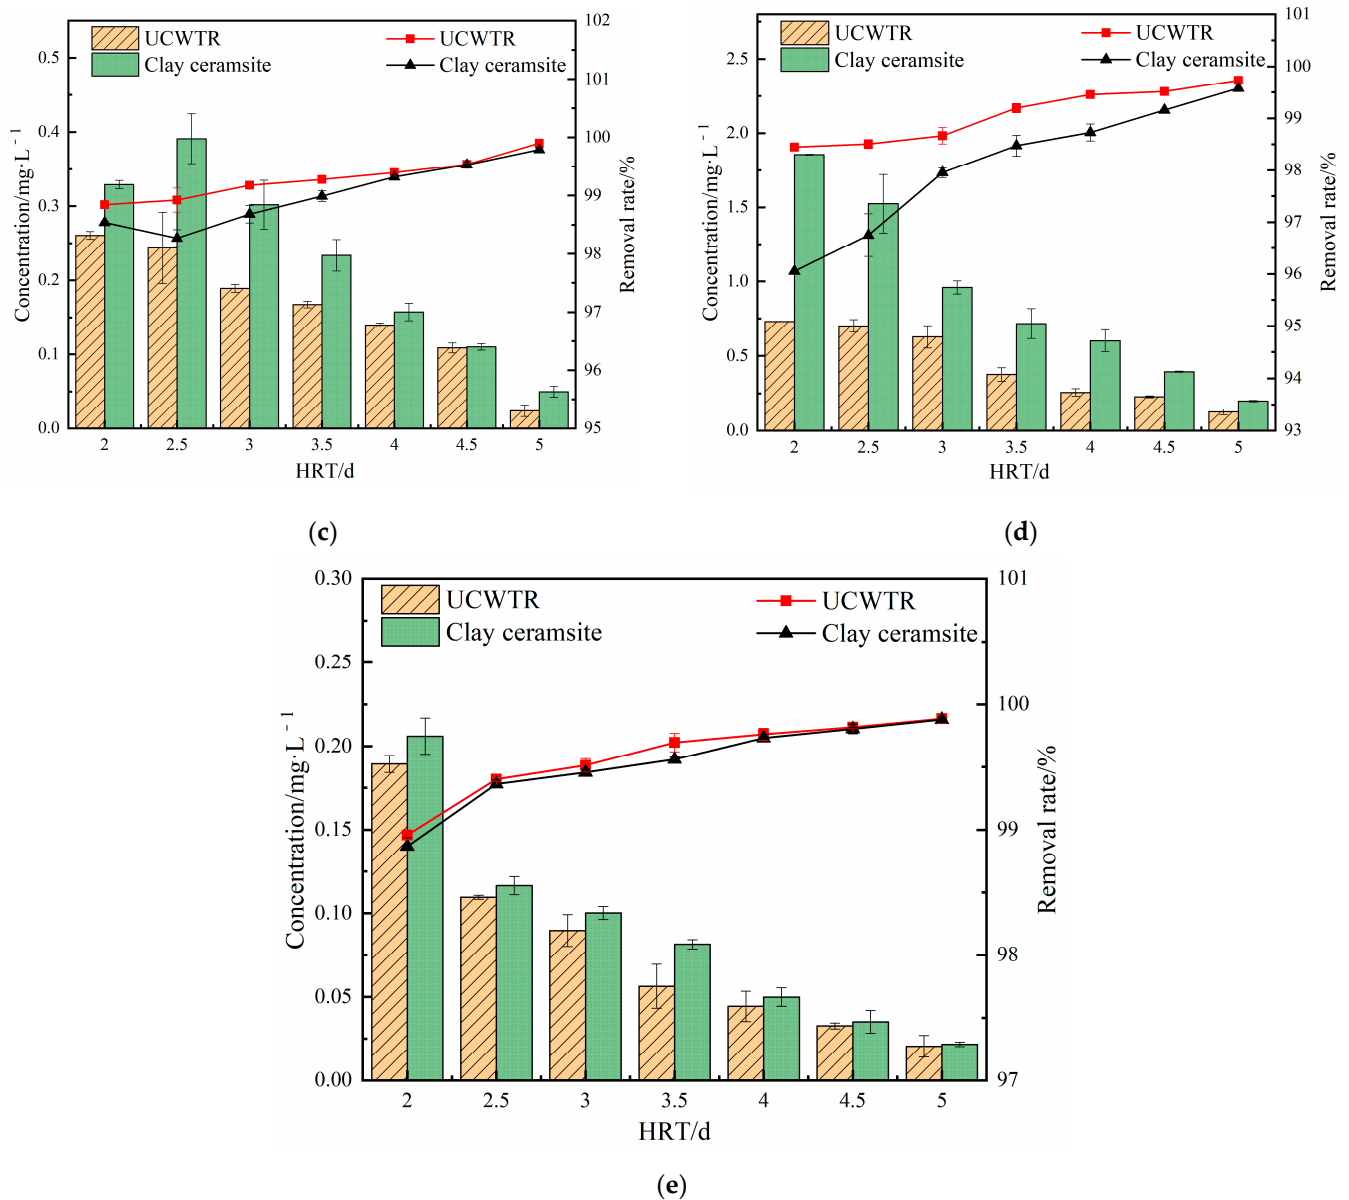 UCWTR
Clay ceramsite
UCWTR
Clay ceramsite
Concentration/mg·L⁻¹
0.5
0.4
0.3
0.2
0.1
0.0
102
101
100
99
98
97
96
95
Removal rate/%
2 2.5 3 3.5 4 4.5 5
HRT/d
(c)
UCWTR
Clay ceramsite
UCWTR
Clay ceramsite
Concentration/mg·L⁻¹
2.5
2.0
1.5
1.0
0.5
0.0
101
100
99
98
97
96
95
94
93
Removal rate/%
2 2.5 3 3.5 4 4.5 5
HRT/d
(d)
UCWTR
Clay ceramsite
UCWTR
Clay ceramsite
Concentration/mg·L⁻¹
0.30
0.25
0.20
0.15
0.10
0.05
0.00
101
100
99
98
97
Removal rate/%
2 2.5 3 3.5 4 4.5 5
HRT/d
(e)